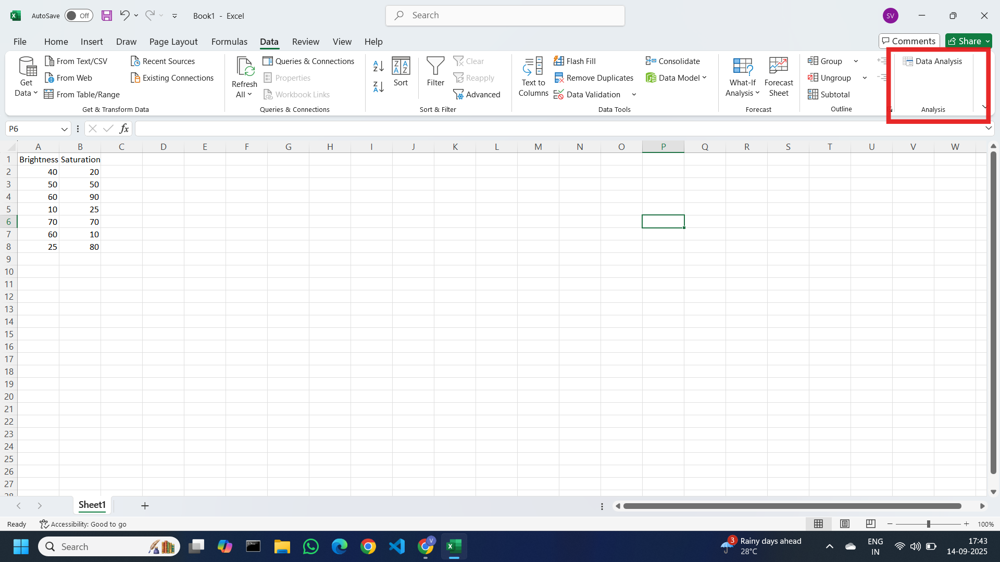 AutoSave Off Book1 - Excel Search SV
File Home Insert Draw Page Layout Formulas Data Review View Help Comments Share
Get Data
From Text/CSV
From Web
From Table/Range
Recent Sources
Existing Connections
Get & Transform Data
Refresh All
Queries & Connections
Properties
Workbook Links
Queries & Connections
Sort
Filter
Clear
Reapply
Advanced
Sort & Filter
Text to Columns
Flash Fill
Remove Duplicates
Data Validation
Consolidate
Data Model
Data Tools
What-If Analysis
Forecast Sheet
Forecast
Group
Ungroup
Subtotal
Outline
Data Analysis
Analysis
P6 fx
A B C D E F G H I J K L M N O P Q R S T U V W
1 Brightness Saturation
2 40 20
3 50 50
4 60 90
5 10 25
6 70 70
7 60 10
8 25 80
9
10
11
12
13
14
15
16
17
18
19
20
21
22
23
24
25
26
27
28
Sheet1
Ready Accessibility: Good to go 100%
Search 3 Rainy days ahead 28°C ENG IN 17:43 14-09-2025